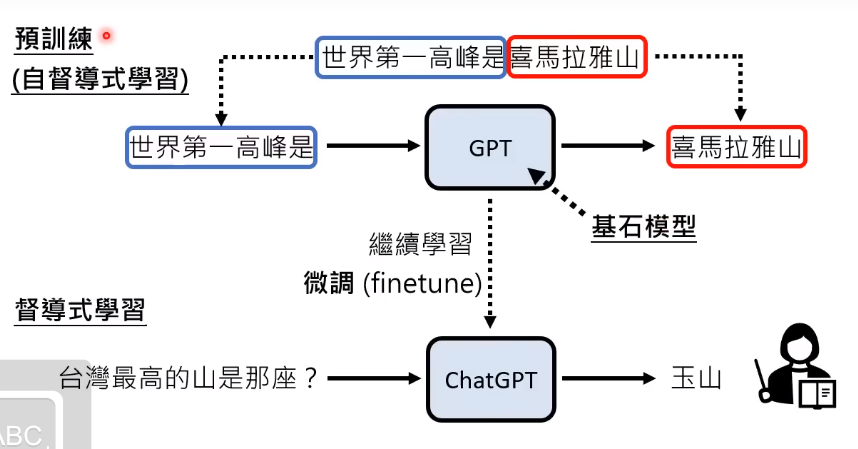 預訓練
(自督導式學習)
世界第一高峰是喜馬拉雅山
世界第一高峰是
GPT
喜馬拉雅山
基石模型
繼續學習
微調 (finetune)
督導式學習
台灣最高的山是那座？
ChatGPT
玉山
ABC